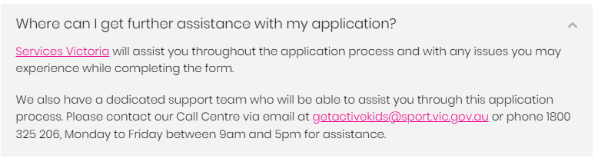 Where can I get further assistance with my application?
Services Victoria will assist you throughout the application process and with any issues you may
experience while completing the form.
We also have a dedicated support team who will be able to assist you through this application
process. Please contact our Call Centre via email at getactivekids@sport.vic.gov.au or phone 1800
325 206, Monday to Friday between 9am and 5pm for assistance.